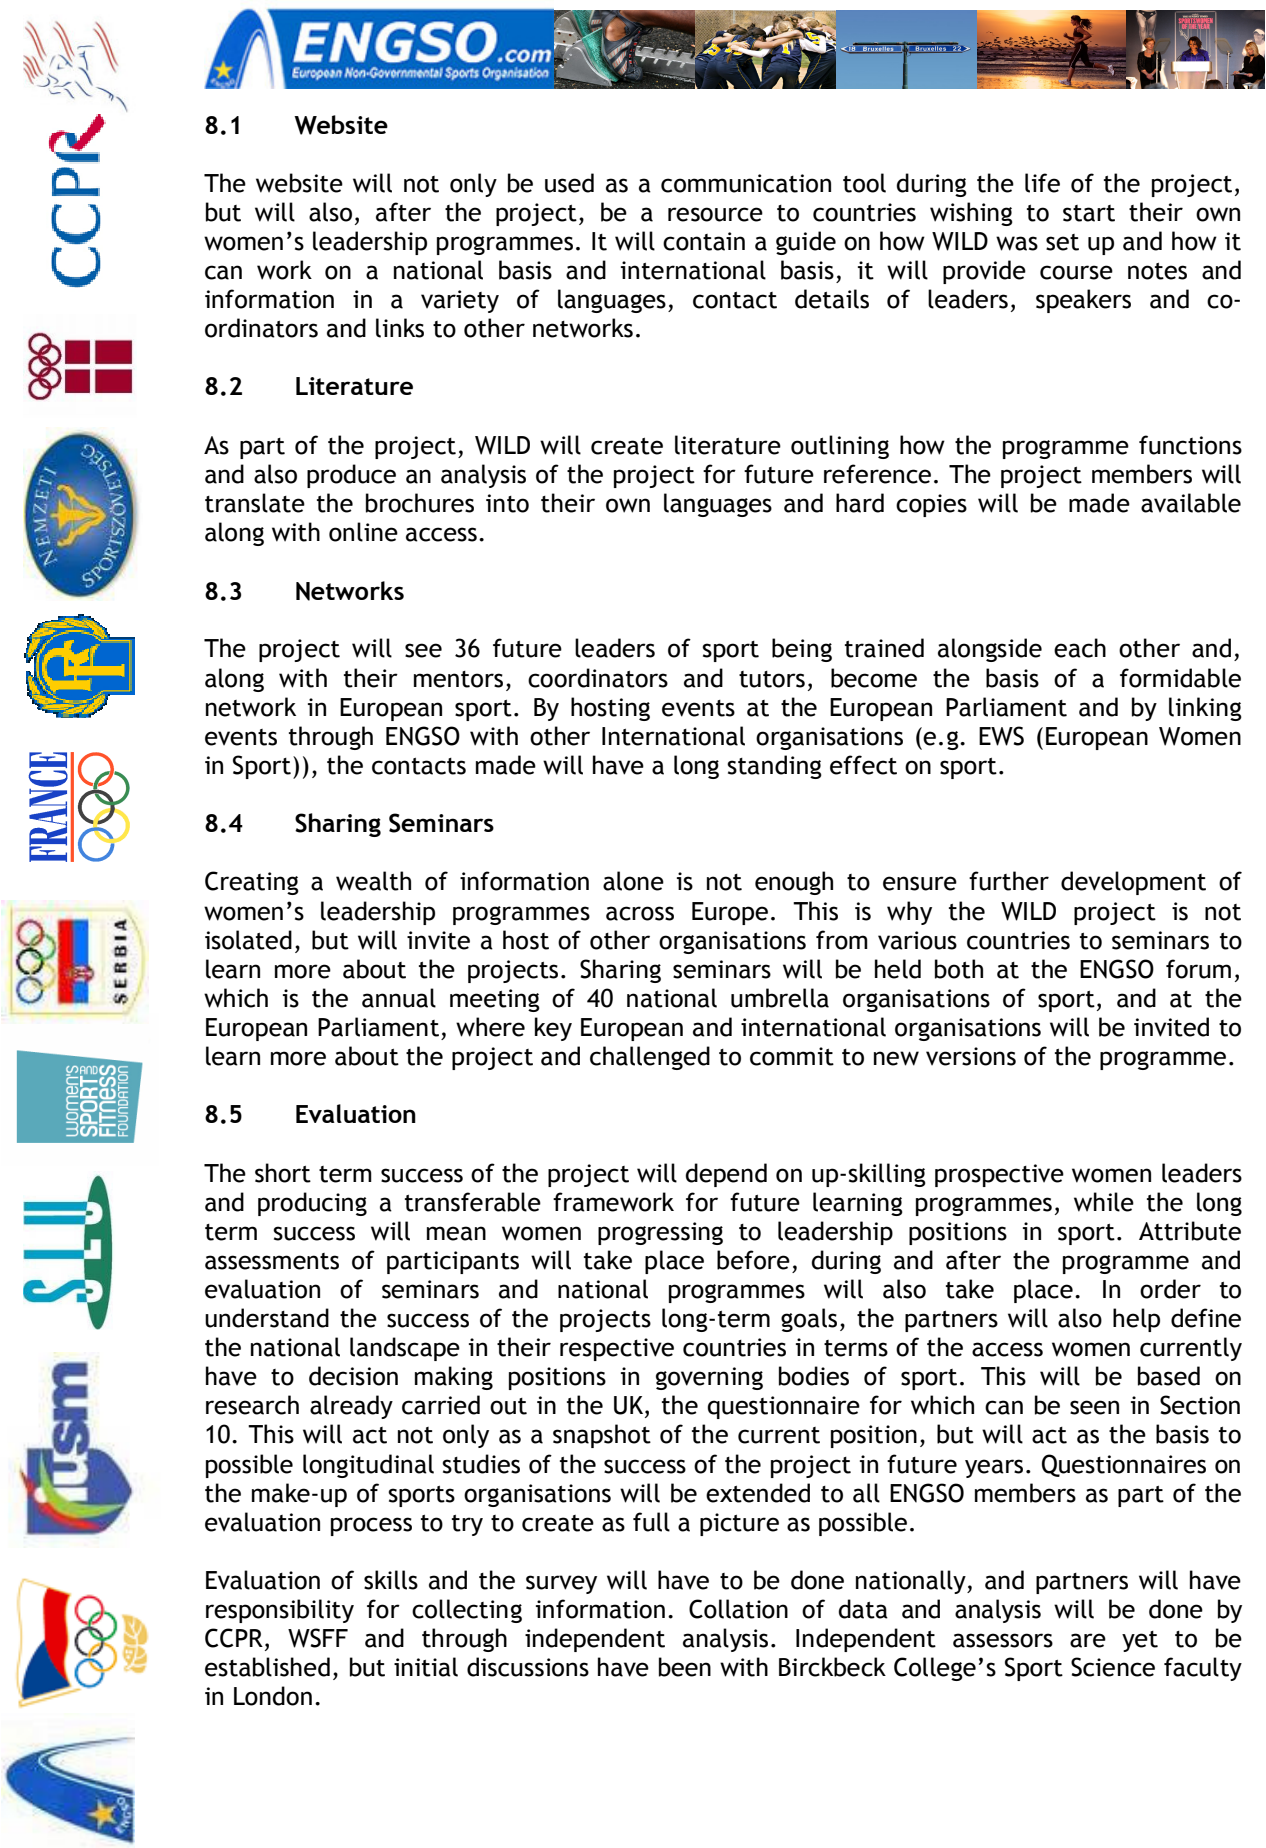 ENGSO.com
European Non-Governmental Sports Organisation
ENGSO
18 Bruxelles
Bruxelles 22
SPORTSWOMEN
OF THE YEAR
CCPR
NEMZETI
SPORTSZÖVETSÉG
FRANCE
SERBIA
WOMEN'S
SPORT AND
FITNESS
FOUNDATION
SLU
IUSM
ENGSO
8.1 Website
The website will not only be used as a communication tool during the life of the project,
but will also, after the project, be a resource to countries wishing to start their own
women's leadership programmes. It will contain a guide on how WILD was set up and how it
can work on a national basis and international basis, it will provide course notes and
information in a variety of languages, contact details of leaders, speakers and co-
ordinators and links to other networks.
8.2 Literature
As part of the project, WILD will create literature outlining how the programme functions
and also produce an analysis of the project for future reference. The project members will
translate the brochures into their own languages and hard copies will be made available
along with online access.
8.3 Networks
The project will see 36 future leaders of sport being trained alongside each other and,
along with their mentors, coordinators and tutors, become the basis of a formidable
network in European sport. By hosting events at the European Parliament and by linking
events through ENGSO with other International organisations (e.g. EWS (European Women
in Sport)), the contacts made will have a long standing effect on sport.
8.4 Sharing Seminars
Creating a wealth of information alone is not enough to ensure further development of
women's leadership programmes across Europe. This is why the WILD project is not
isolated, but will invite a host of other organisations from various countries to seminars to
learn more about the projects. Sharing seminars will be held both at the ENGSO forum,
which is the annual meeting of 40 national umbrella organisations of sport, and at the
European Parliament, where key European and international organisations will be invited to
learn more about the project and challenged to commit to new versions of the programme.
8.5 Evaluation
The short term success of the project will depend on up-skilling prospective women leaders
and producing a transferable framework for future learning programmes, while the long
term success will mean women progressing to leadership positions in sport. Attribute
assessments of participants will take place before, during and after the programme and
evaluation of seminars and national programmes will also take place. In order to
understand the success of the projects long-term goals, the partners will also help define
the national landscape in their respective countries in terms of the access women currently
have to decision making positions in governing bodies of sport. This will be based on
research already carried out in the UK, the questionnaire for which can be seen in Section
10. This will act not only as a snapshot of the current position, but will act as the basis to
possible longitudinal studies of the success of the project in future years. Questionnaires on
the make-up of sports organisations will be extended to all ENGSO members as part of the
evaluation process to try to create as full a picture as possible.
Evaluation of skills and the survey will have to be done nationally, and partners will have
responsibility for collecting information. Collation of data and analysis will be done by
CCPR, WSFF and through independent analysis. Independent assessors are yet to be
established, but initial discussions have been with Birckbeck College's Sport Science faculty
in London.